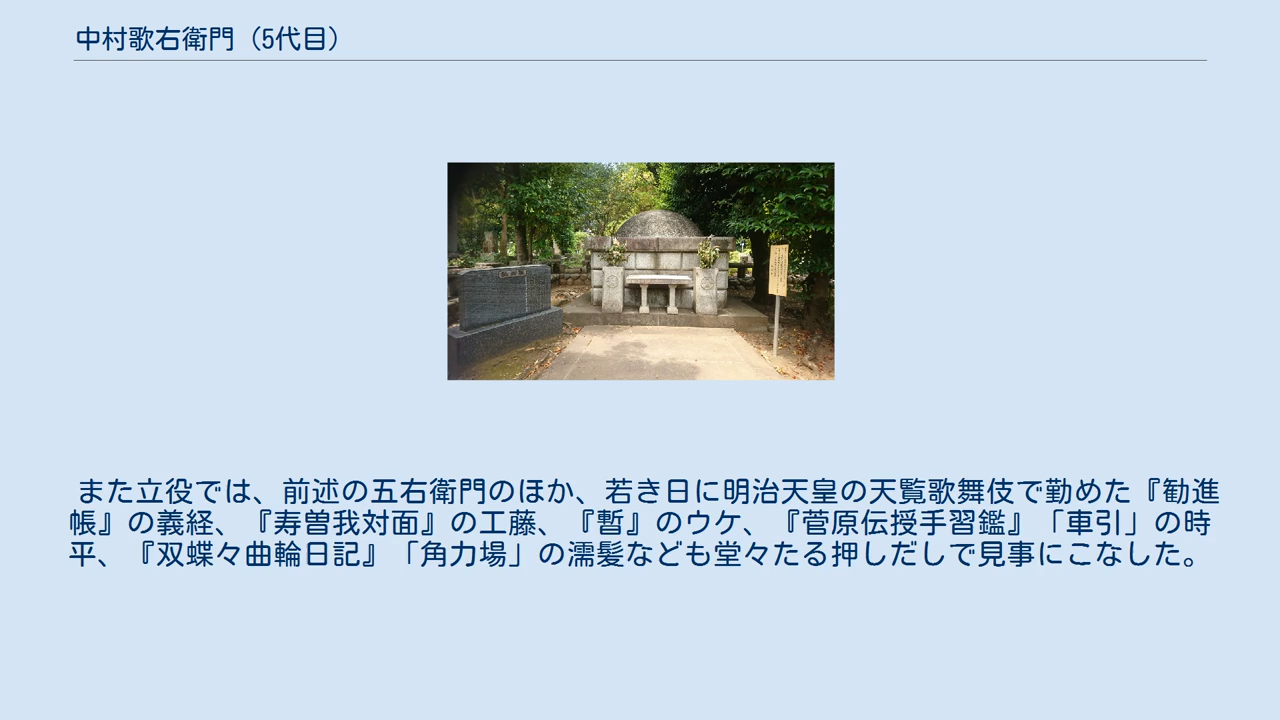 中村歌右衛門（5代目）
また立役では、前述の五右衛門のほか、若き日に明治天皇の天覧歌舞伎で勤めた『勧進
帳』の義経、『寿曽我対面』の工藤、『暫』のウケ、『菅原伝授手習鑑』「車引」の時
平、『双蝶々曲輪日記』「角力場」の濡髪なども堂々たる押しだしで見事にこなした。